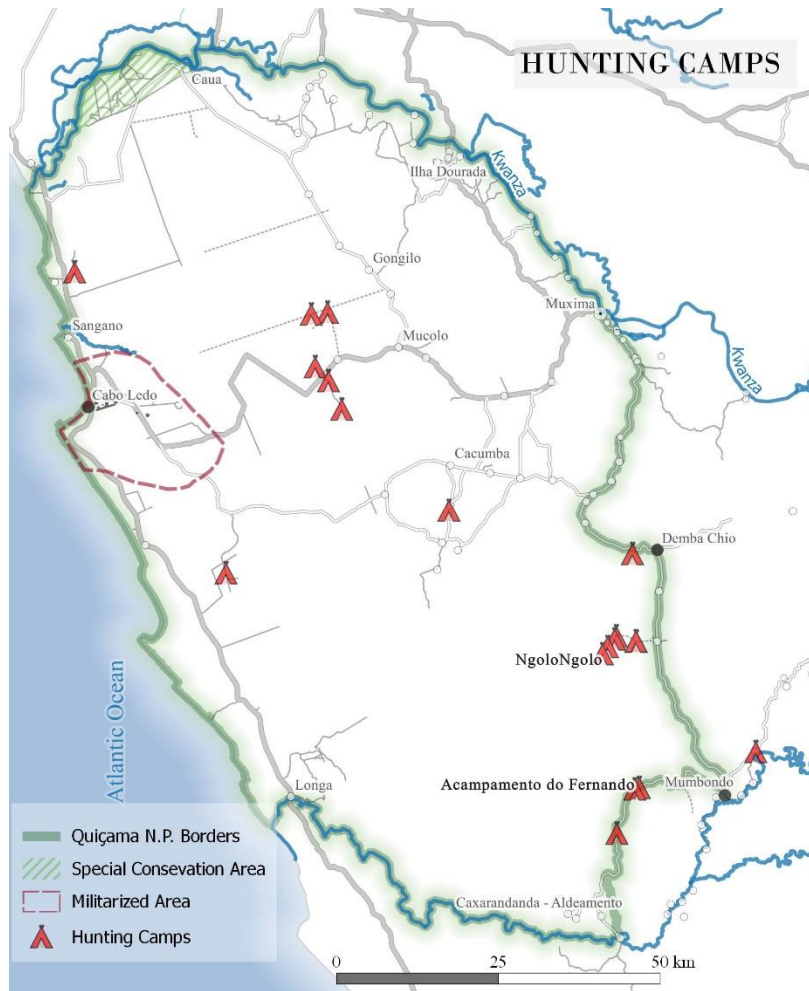 HUNTING CAMPS
Caua
Ilha Dourada
Kwanza
Gongilo
Muxima
Sangano
Mucolo
Kwanza
Cabo Ledo
Cacumba
Demba Chio
NgoloNgolo
Atlantic Ocean
Acampamento do Fernando
Mumbondo
Longa
Quiçama N.P. Borders
Special Consevation Area
Militarized Area
Hunting Camps
Caxarandanda - Aldeamento
0 25 50 km